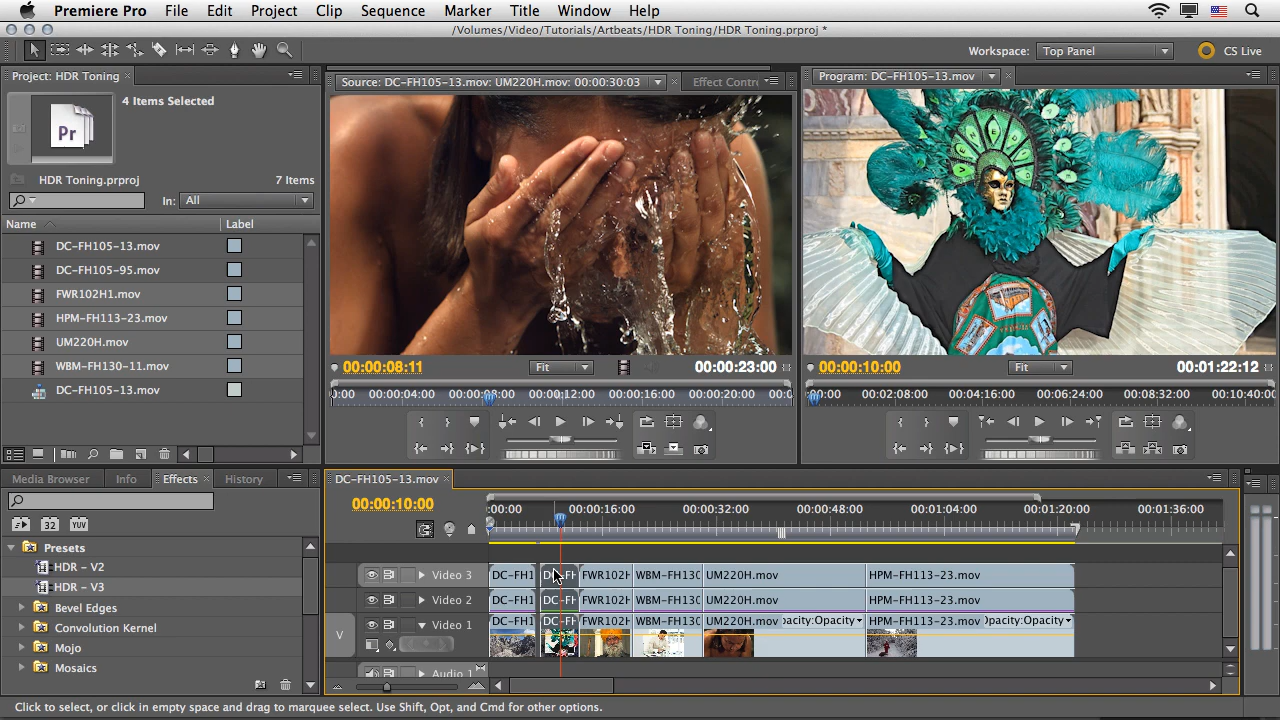 Premiere Pro File Edit Project Clip Sequence Marker Title Window Help
/Volumes/Video/Tutorials/Artbeats/HDR Toning/HDR Toning.prproj *
Workspace: Top Panel CS Live
Project: HDR Toning
4 Items Selected
Pr
HDR Toning.prproj 7 Items
In: All
Name Label
DC-FH105-13.mov
DC-FH105-95.mov
FWR102H1.mov
HPM-FH113-23.mov
UM220H.mov
WBM-FH130-11.mov
DC-FH105-13.mov
Source: DC-FH105-13.mov: UM220H.mov: 00:00:30:03 Effect Contr
00:00:08:11 Fit 00:00:23:00
0:00 00:00:04:00 00:00:08:00 00:00:12:00 00:00:16:00 00:00:20:00 00:0
Program: DC-FH105-13.mov
00:00:10:00 Fit 00:01:22:12
00:00 00:02:08:00 00:04:16:00 00:06:24:00 00:08:32:00 00:10:40:00
Media Browser Info Effects History
32 YUV
Presets
HDR - V2
HDR - V3
Bevel Edges
Convolution Kernel
Mojo
Mosaics
DC-FH105-13.mov
00:00:10:00
:00:00 00:00:16:00 00:00:32:00 00:00:48:00 00:01:04:00 00:01:20:00 00:01:36:00
Video 3 DC-FH1 DC-FH FWR102H WBM-FH130 UM220H.mov HPM-FH113-23.mov
Video 2 DC-FH1 DC-FH FWR102H WBM-FH130 UM220H.mov HPM-FH113-23.mov
V Video 1 DC-FH1 DC-FH FWR102H WBM-FH130 UM220H.mov pacity:Opacity HPM-FH113-23.mov Opacity:Opacity
Audio 1
Click to select, or click in empty space and drag to marquee select. Use Shift, Opt, and Cmd for other options.